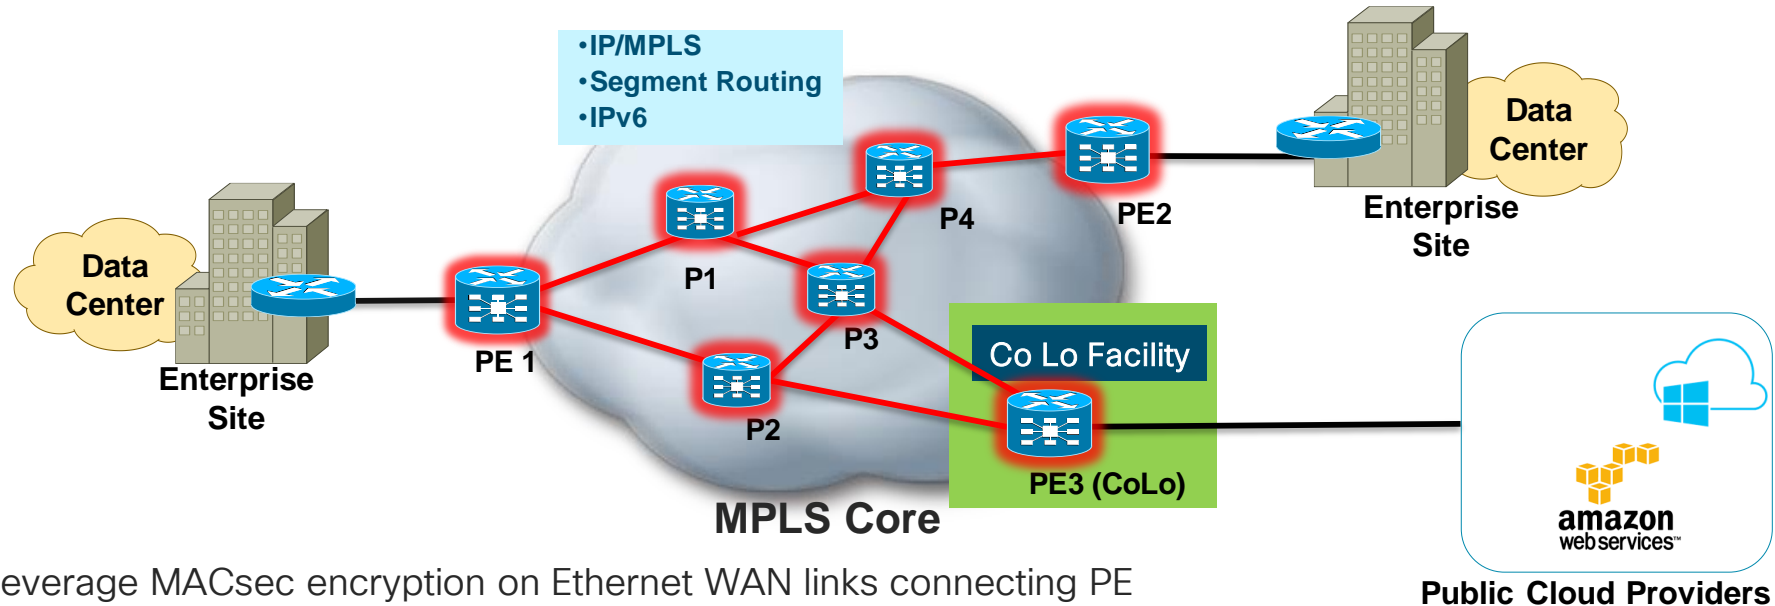 •IP/MPLS
•Segment Routing
•IPv6
Data
Center
Enterprise
Site
PE2
P4
P1
Data
Center
P3
PE 1
Co Lo Facility
Enterprise
Site
P2
PE3 (CoLo)
MPLS Core
amazon
webservices™
everage MACsec encryption on Ethernet WAN links connecting PE
Public Cloud Providers